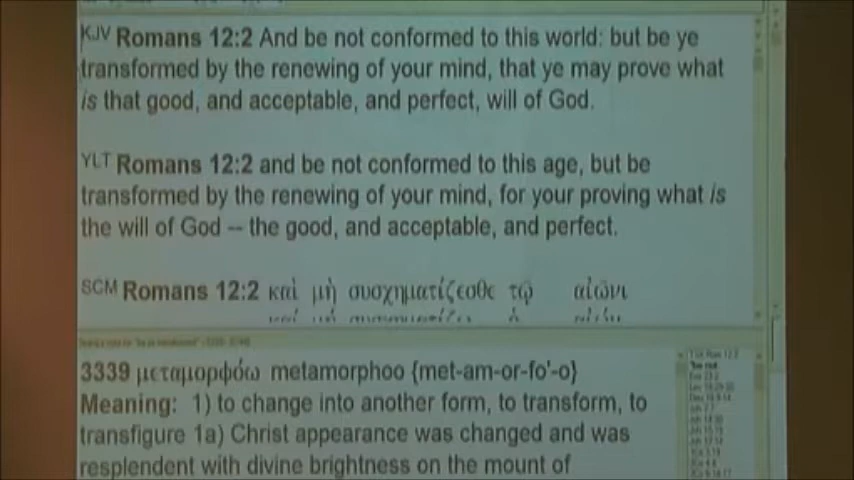 KJV Romans 12:2 And be not conformed to this world: but be ye
transformed by the renewing of your mind, that ye may prove what
is that good, and acceptable, and perfect, will of God.
YLT Romans 12:2 and be not conformed to this age, but be
transformed by the renewing of your mind, for your proving what is
the will of God -- the good, and acceptable, and perfect.
SCM Romans 12:2 καὶ μὴ συσχηματίζεσθε τῷ αἰῶνι
3339 μεταμορφόω metamorphoo {met-am-or-fo'-o}
Meaning: 1) to change into another form, to transform, to
transfigure 1a) Christ appearance was changed and was
resplendent with divine brightness on the mount of